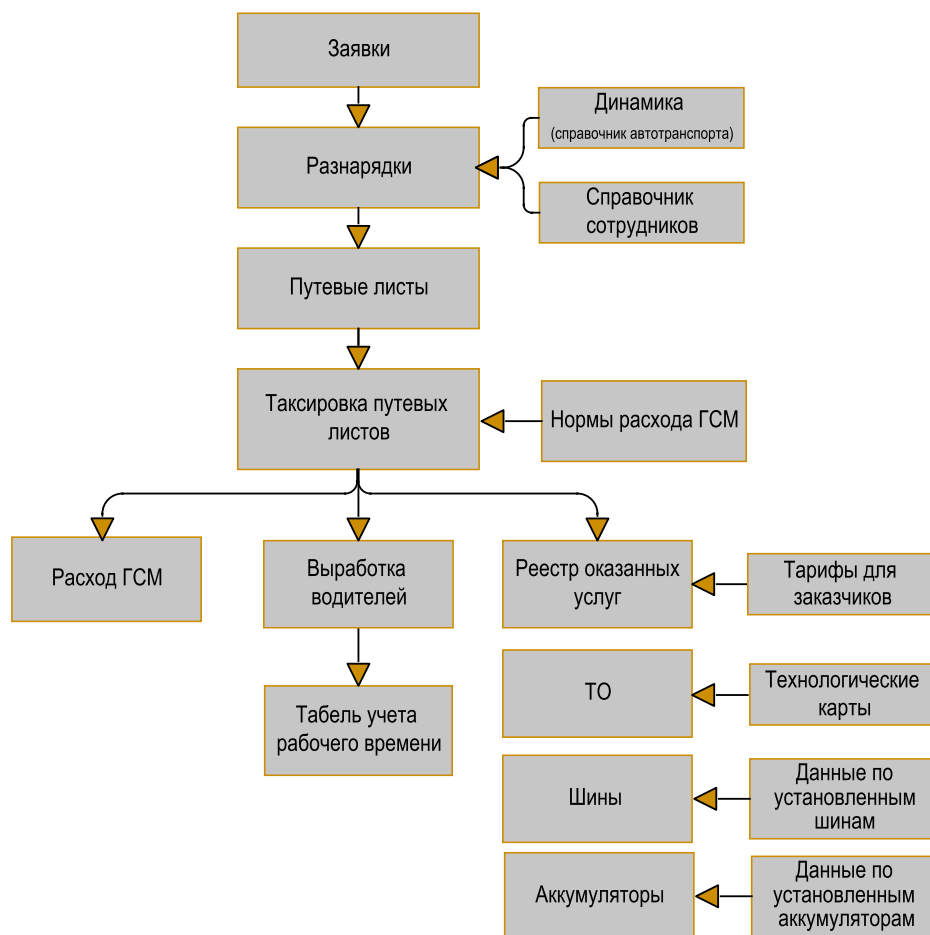 Заявки
Динамика
(справочник автотранспорта)
Разнарядки
Справочник
сотрудников
Путевые листы
Таксировка путевых
листов
Нормы расхода ГСМ
Расход ГСМ
Выработка
водителей
Реестр оказанных
услуг
Тарифы для
заказчиков
Табель учета
рабочего времени
ТО
Технологические
карты
Шины
Данные по
установленным
шинам
Аккумуляторы
Данные по
установленным
аккумуляторам